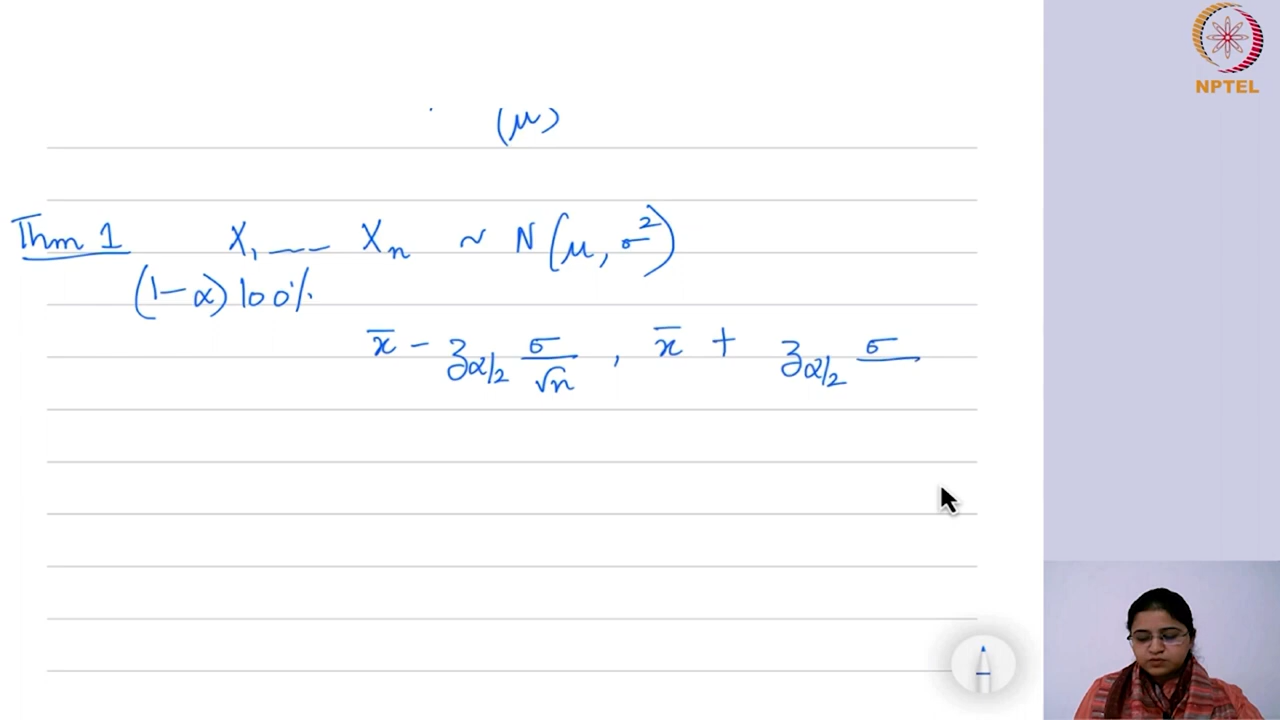 NPTEL
(μ)
Thm 1 X₁ --- Xₙ ~ N(μ, σ²)
(1-α)100%
x̄ - z_{α/2} σ/√n , x̄ + z_{α/2} σ